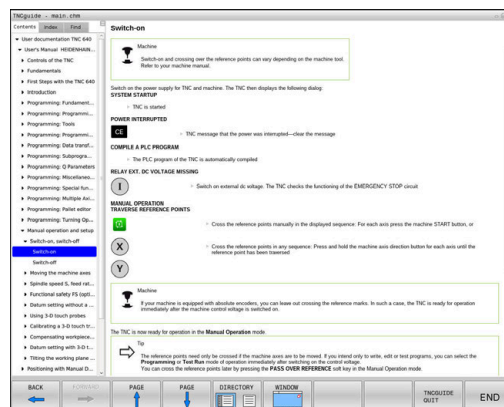 TNCguide - main.chm
Contents Index Find
User documentation TNC 640
User's Manual HEIDENHAIN...
Controls of the TNC
Fundamentals
First Steps with the TNC 640
Introduction
Programming: Fundament...
Programming: Programmi...
Programming: Tools
Programming: Programmi...
Programming: Data transf...
Programming: Subprogra...
Programming: Q Parameters
Programming: Miscellaneo...
Programming: Special fun...
Programming: Multiple Axi...
Programming: Pallet editor
Programming: Turning Op...
Manual operation and setup
Switch-on, switch-off
Switch-on
Switch-off
Moving the machine axes
Spindle speed S, feed rat...
Functional safety FS (opti...
Datum setting without a ...
Using 3-D touch probes
Calibrating a 3-D touch tr...
Compensating workpiece...
Datum setting with 3-D t...
Tilting the working plane ...
Positioning with Manual D...
Switch-on
Machine
Switch-on and crossing over the reference points can vary depending on the machine tool.
Refer to your machine manual.
Switch on the power supply for TNC and machine. The TNC then displays the following dialog:
SYSTEM STARTUP
TNC is started
POWER INTERRUPTED
CE
TNC message that the power was interrupted—clear the message
COMPILE A PLC PROGRAM
The PLC program of the TNC is automatically compiled
RELAY EXT. DC VOLTAGE MISSING
I
Switch on external dc voltage. The TNC checks the functioning of the EMERGENCY STOP circuit
MANUAL OPERATION
TRAVERSE REFERENCE POINTS
Cross the reference points manually in the displayed sequence: For each axis press the machine START button, or
X
Cross the reference points in any sequence: Press and hold the machine axis direction button for each axis until the
reference point has been traversed
Y
Machine
If your machine is equipped with absolute encoders, you can leave out crossing the reference marks. In such a case, the TNC is ready for operation
immediately after the machine control voltage is switched on.
The TNC is now ready for operation in the Manual Operation mode.
Tip
The reference points need only be crossed if the machine axes are to be moved. If you intend only to write, edit or test programs, you can select the
Programming or Test Run mode of operation immediately after switching on the control voltage.
You can cross the reference points later by pressing the PASS OVER REFERENCE soft key in the Manual Operation mode.
BACK FORWARD PAGE PAGE DIRECTORY WINDOW TNCGUIDE
QUIT END